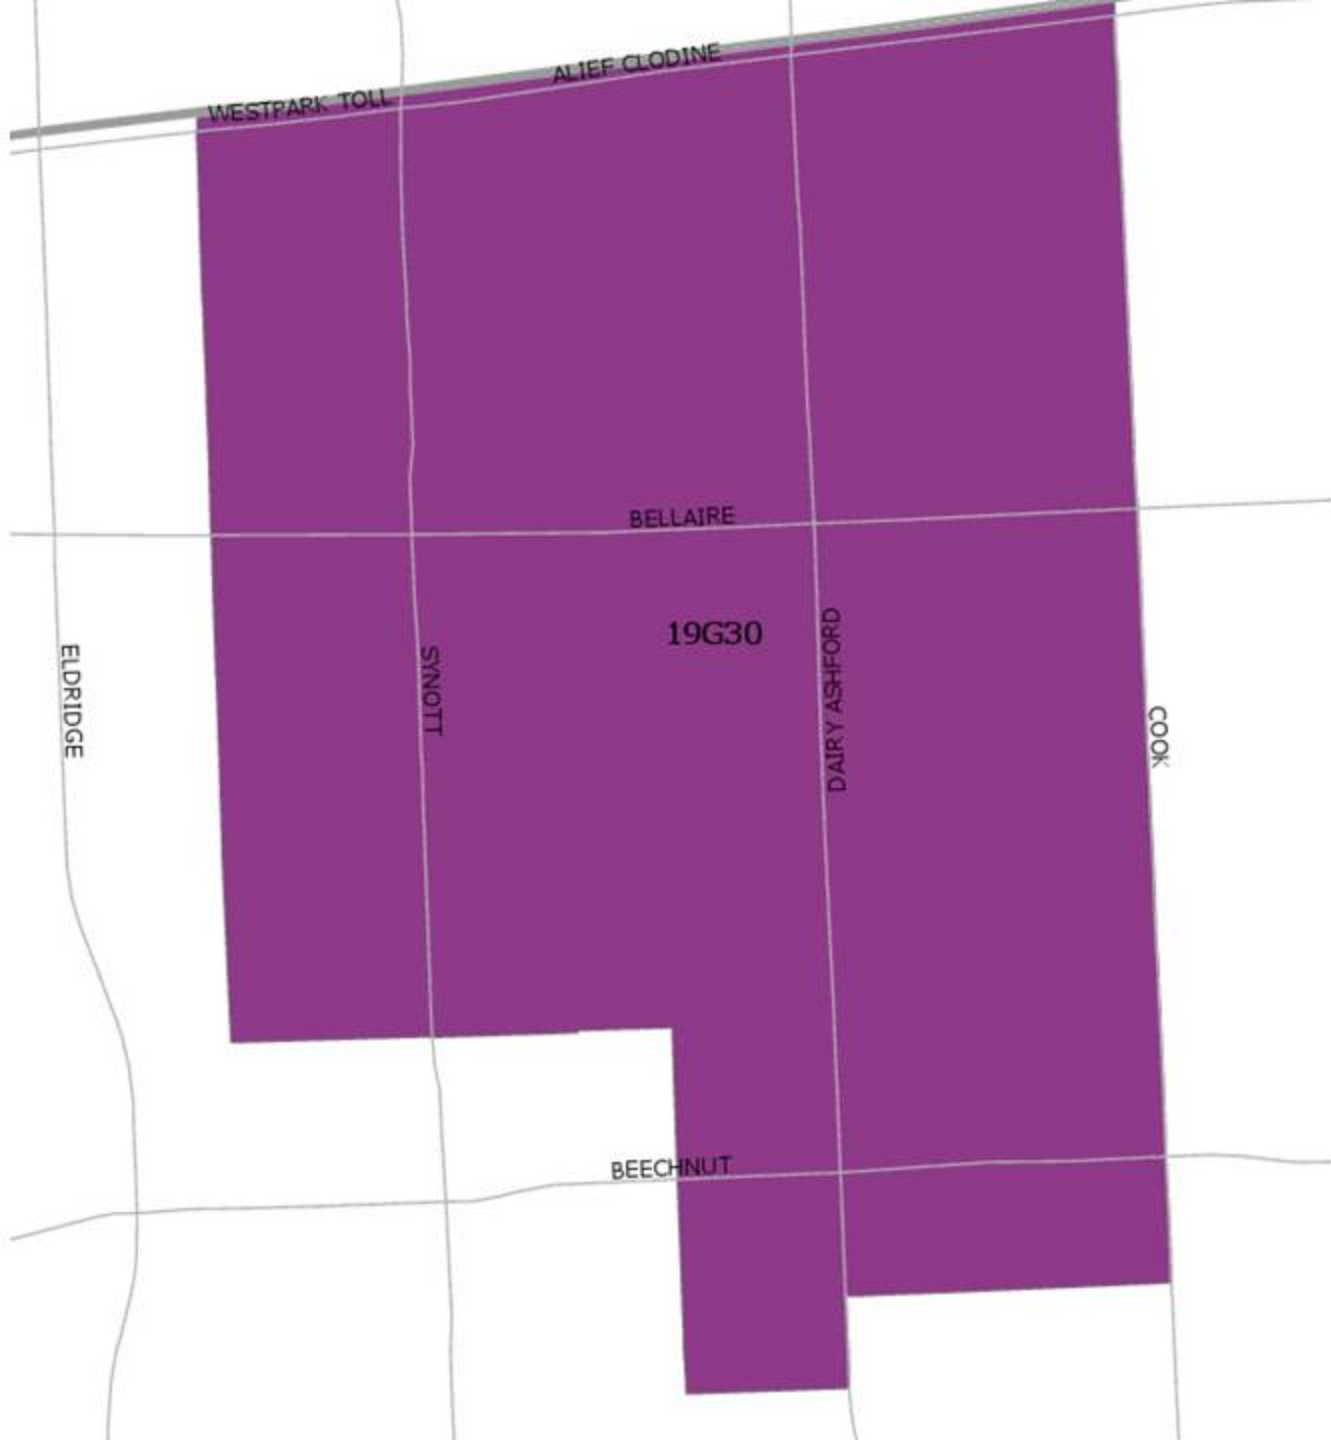 ALIEF CLODINE
WESTPARK TOLL
BELLAIRE
19G30
DAIRY ASHFORD
ELDRIDGE
SYNOTT
COOK
BEECHNUT